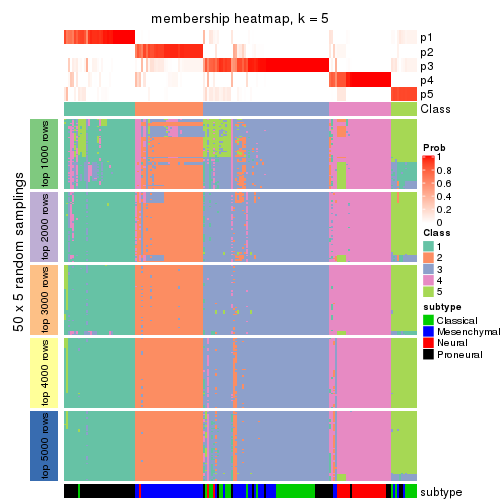 membership heatmap, k = 5
p1
p2
p3
p4
p5
Class
50 x 5 random samplings
top 1000 rows
top 2000 rows
top 3000 rows
top 4000 rows
top 5000 rows
Prob
1
0.8
0.6
0.4
0.2
0
Class
1
2
3
4
5
subtype
Classical
Mesenchymal
Neural
Proneural
subtype